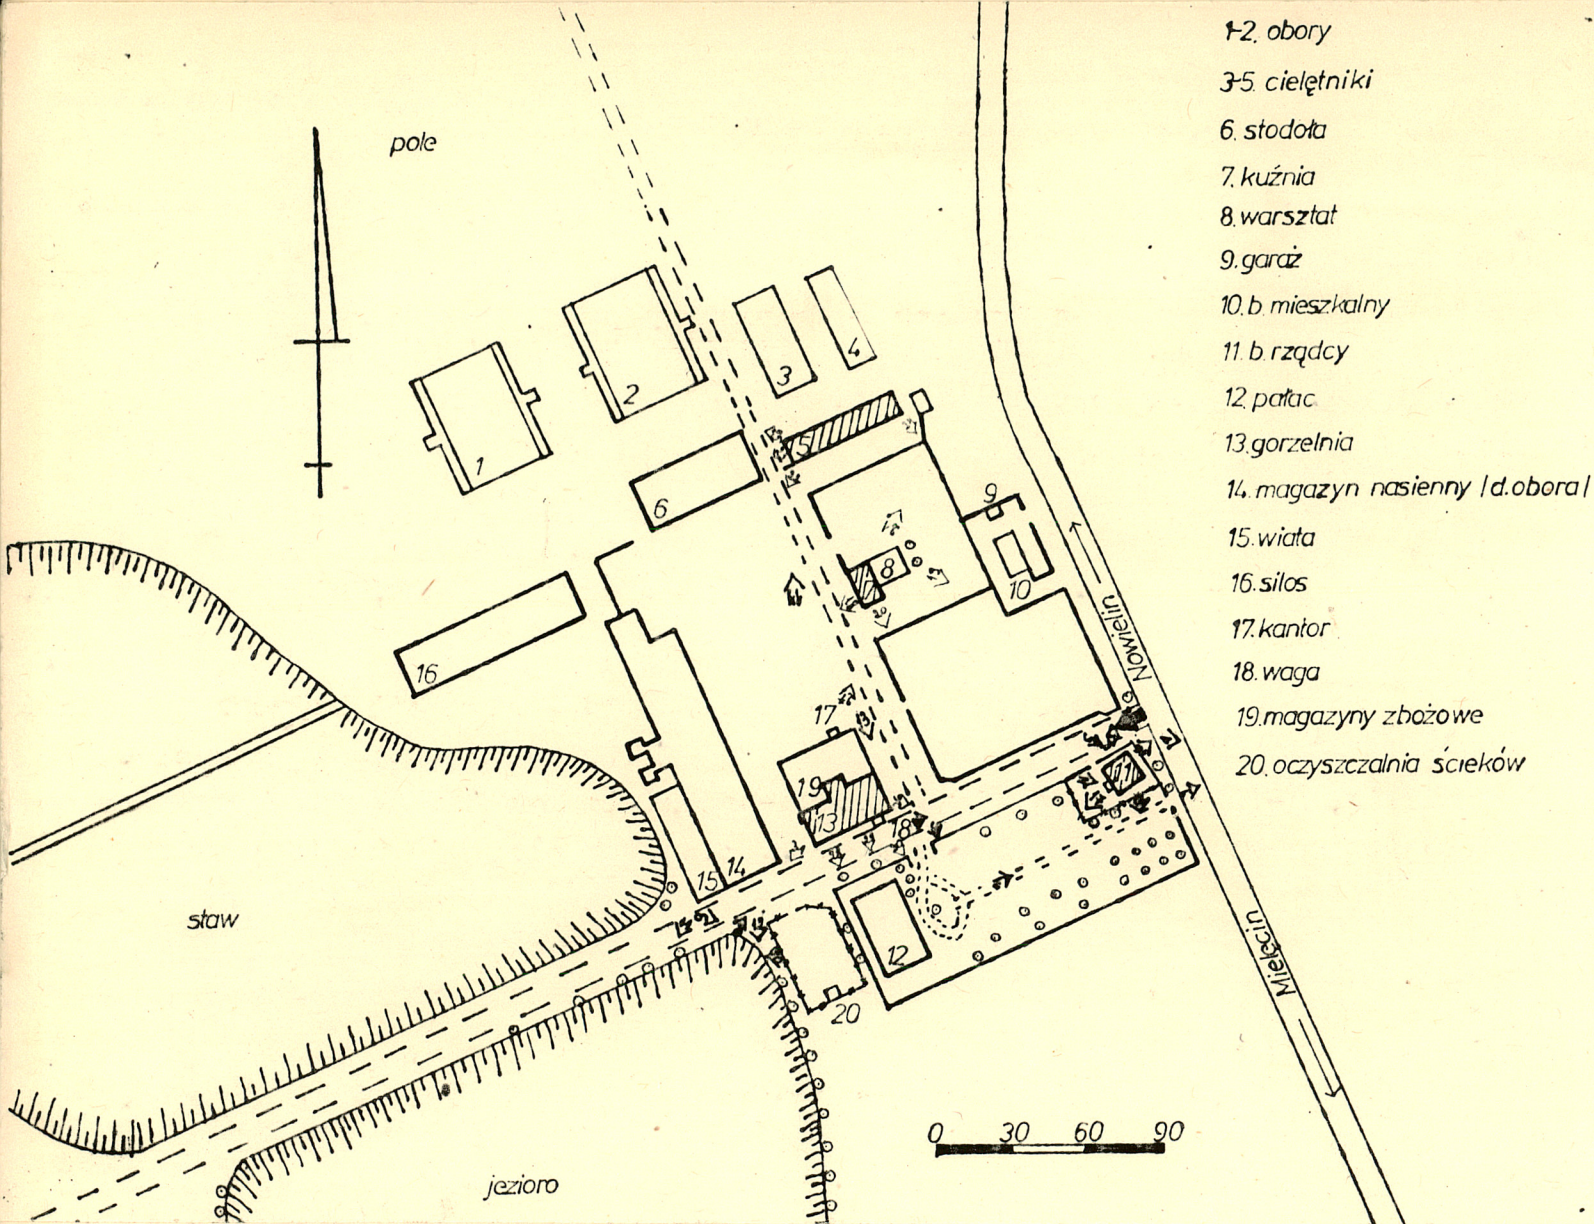 1-2. obory
3-5. cielętniki
6. stodoła
7. kuźnia
8. warsztat
9. garaż
10. b. mieszkalny
11. b. rządcy
12. pałac
13. gorzelnia
14. magazyn nasienny /d. obora/
15. wiata
16. silos
17. kantor
18. waga
19. magazyny zbożowe
20. oczyszczalnia ścieków
pole
1
2
3
4
5
6
7
8
9
10
11
12
13
14
15
16
17
18
19
20
staw
jezioro
Nowielin
Mielęcin
0 30 60 90